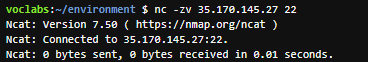 voclabs:~/environment $ nc -zv 35.170.145.27 22
Ncat: Version 7.50 ( https://nmap.org/ncat )
Ncat: Connected to 35.170.145.27:22.
Ncat: 0 bytes sent, 0 bytes received in 0.01 seconds.